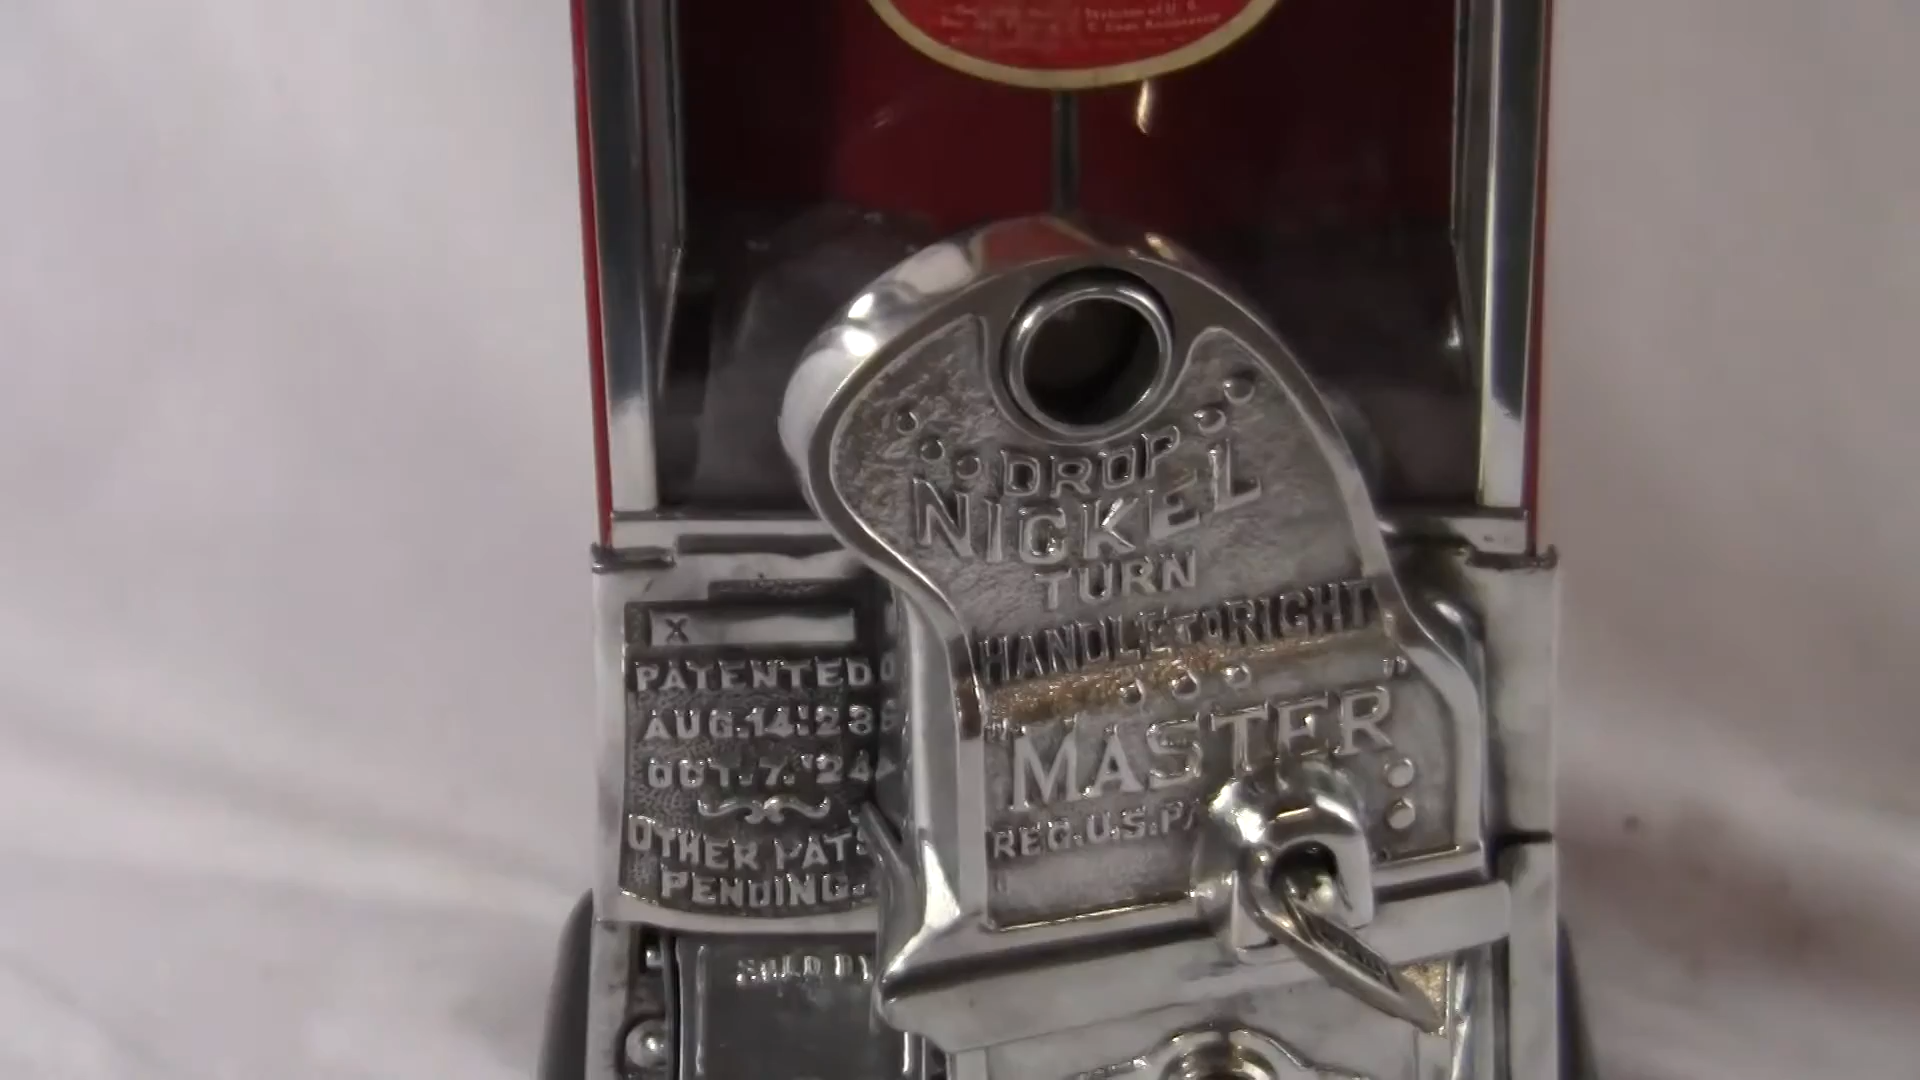 DROP
NICKEL
TURN
HANDLE TO RIGHT
"MASTER"
REG.U.S.PA
X
PATENTED
AUG.14.'23
OCT.7.'24
OTHER PATS
PENDING.
SOLD BY